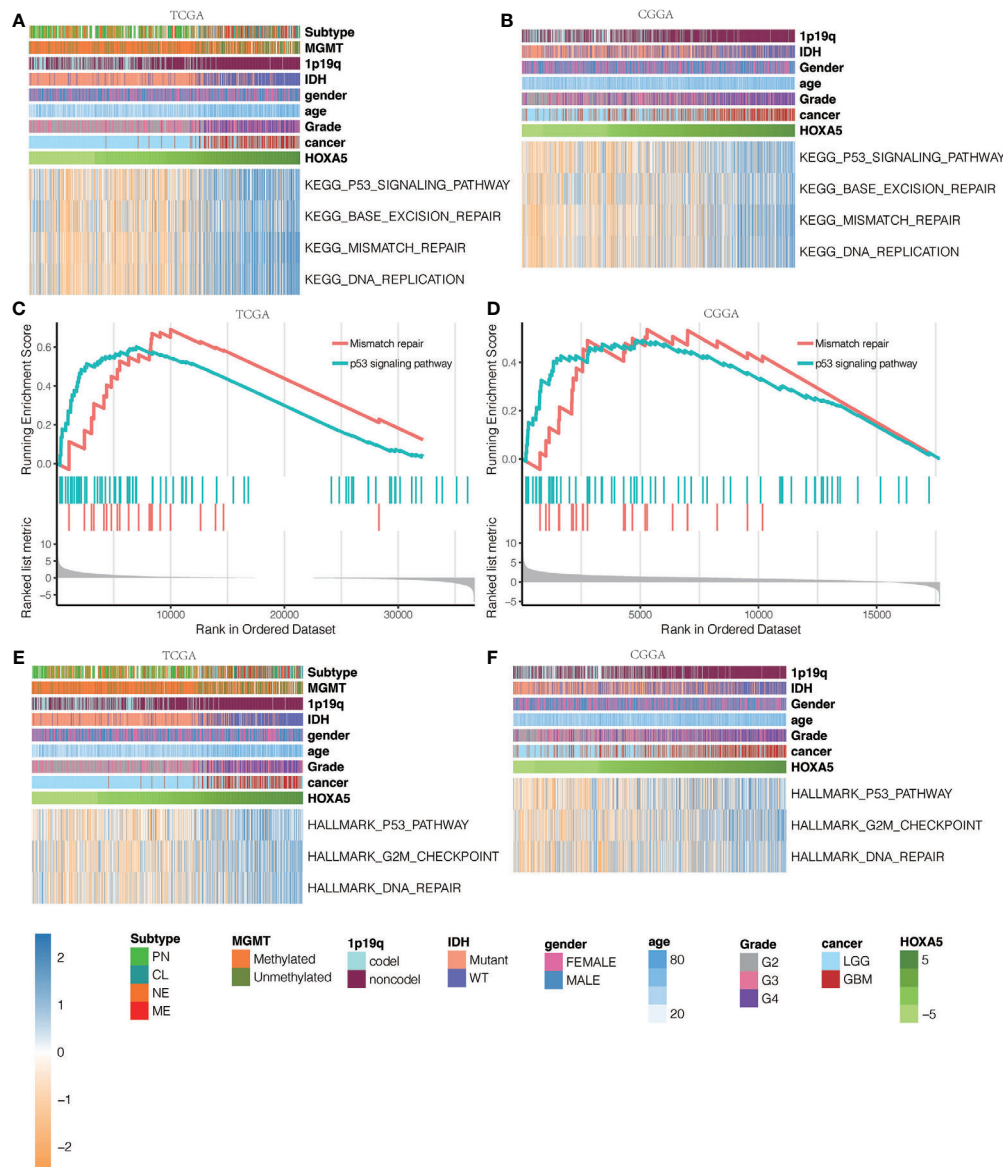 A
TCGA
Subtype
MGMT
1p19q
IDH
gender
age
Grade
cancer
HOXA5
KEGG_P53_SIGNALING_PATHWAY
KEGG_BASE_EXCISION_REPAIR
KEGG_MISMATCH_REPAIR
KEGG_DNA_REPLICATION
B
CGGA
1p19q
IDH
Gender
age
Grade
cancer
HOXA5
KEGG_P53_SIGNALING_PATHWAY
KEGG_BASE_EXCISION_REPAIR
KEGG_MISMATCH_REPAIR
KEGG_DNA_REPLICATION
C
TCGA
Running Enrichment Score
0.6
0.4
0.2
0.0
Mismatch repair
p53 signaling pathway
Ranked list metric
10
5
0
−5
10000
20000
30000
Rank in Ordered Dataset
D
CGGA
Running Enrichment Score
0.4
0.2
0.0
Mismatch repair
p53 signaling pathway
Ranked list metric
10
5
0
−5
5000
10000
15000
Rank in Ordered Dataset
E
TCGA
Subtype
MGMT
1p19q
IDH
gender
age
Grade
cancer
HOXA5
HALLMARK_P53_PATHWAY
HALLMARK_G2M_CHECKPOINT
HALLMARK_DNA_REPAIR
F
CGGA
1p19q
IDH
Gender
age
Grade
cancer
HOXA5
HALLMARK_P53_PATHWAY
HALLMARK_G2M_CHECKPOINT
HALLMARK_DNA_REPAIR
2
1
0
−1
−2
Subtype
PN
CL
NE
ME
MGMT
Methylated
Unmethylated
1p19q
codel
noncodel
IDH
Mutant
WT
gender
FEMALE
MALE
age
80
20
Grade
G2
G3
G4
cancer
LGG
GBM
HOXA5
5
−5